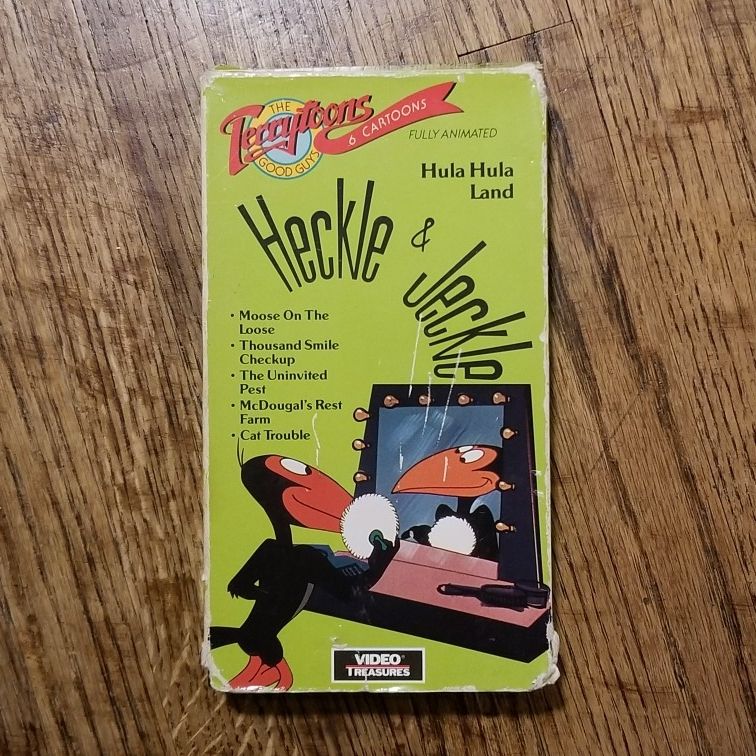 THE
Terrytoons
GOOD GUYS
6 CARTOONS
FULLY ANIMATED
Hula Hula
Land
Heckle & Jeckle
• Moose On The
Loose
• Thousand Smile
Checkup
• The Uninvited
Pest
• McDougal's Rest
Farm
• Cat Trouble
VIDEO®
TREASURES